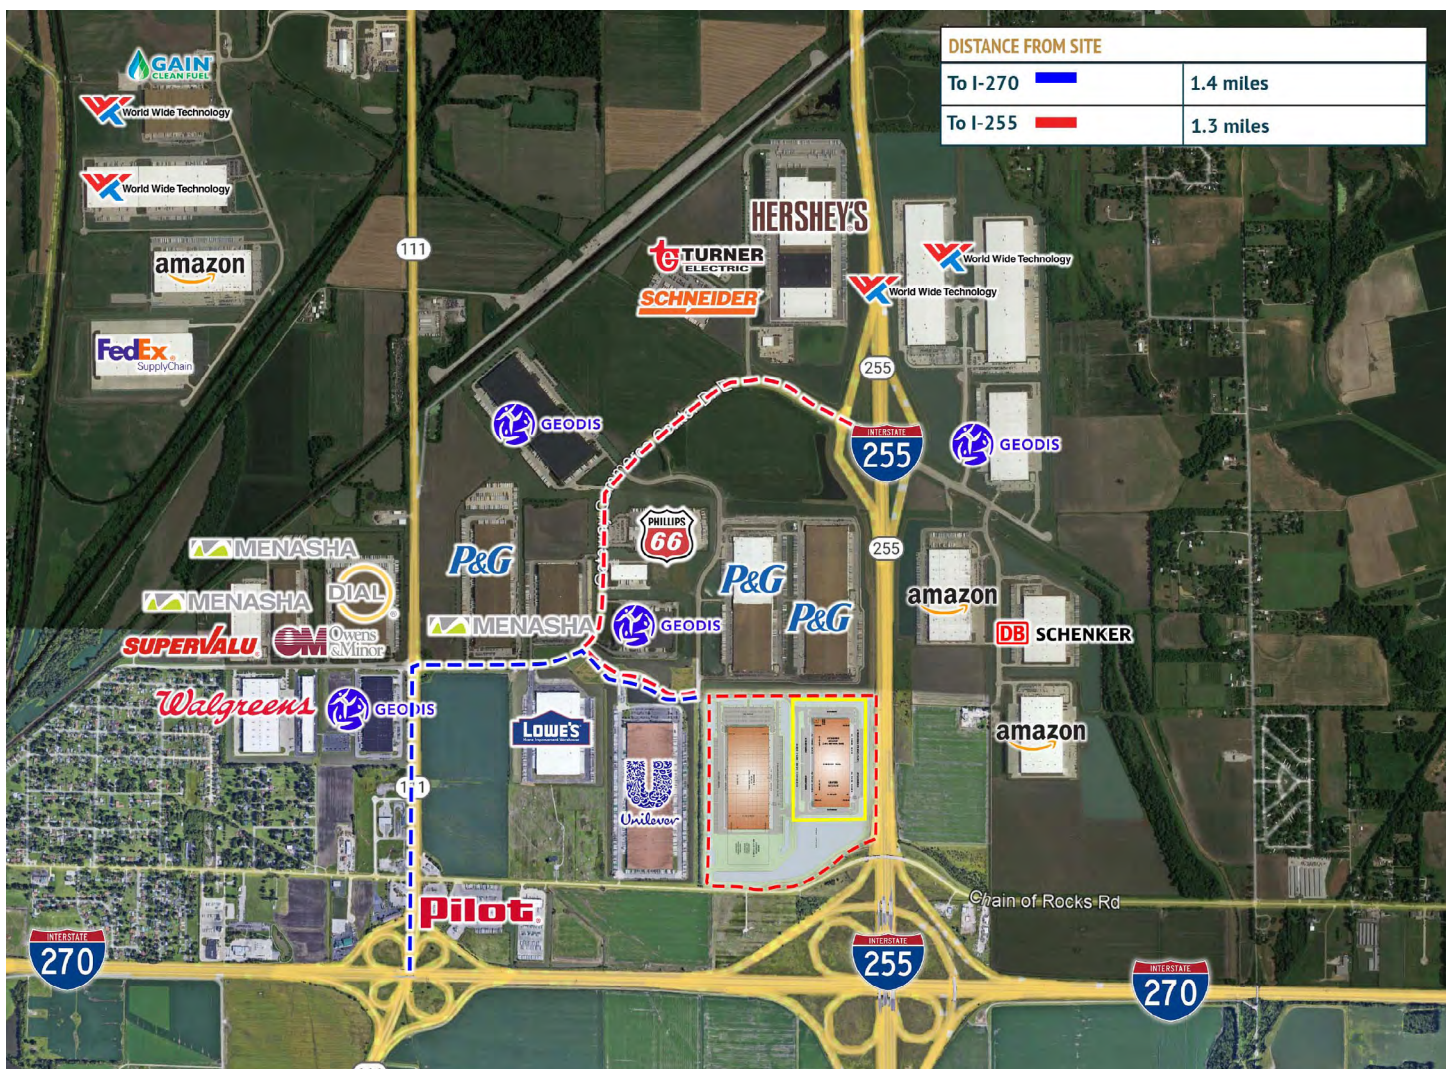 DISTANCE FROM SITE
To I-270
1.4 miles
To I-255
1.3 miles
GAIN
CLEAN FUEL
World Wide Technology
World Wide Technology
amazon
FedEx
SupplyChain
111
HERSHEY'S
TURNER
ELECTRIC
SCHNEIDER
World Wide Technology
World Wide Technology
255
GEODIS
INTERSTATE
255
GEODIS
PHILLIPS
66
255
P&G
P&G
P&G
MENASHA
MENASHA
DIAL
SUPERVALU
OM Owens
& Minor
MENASHA
GEODIS
amazon
DB SCHENKER
Walgreens
GEODIS
LOWE'S
amazon
Unilever
111
Pilot
Chain of Rocks Rd
INTERSTATE
270
INTERSTATE
255
INTERSTATE
270